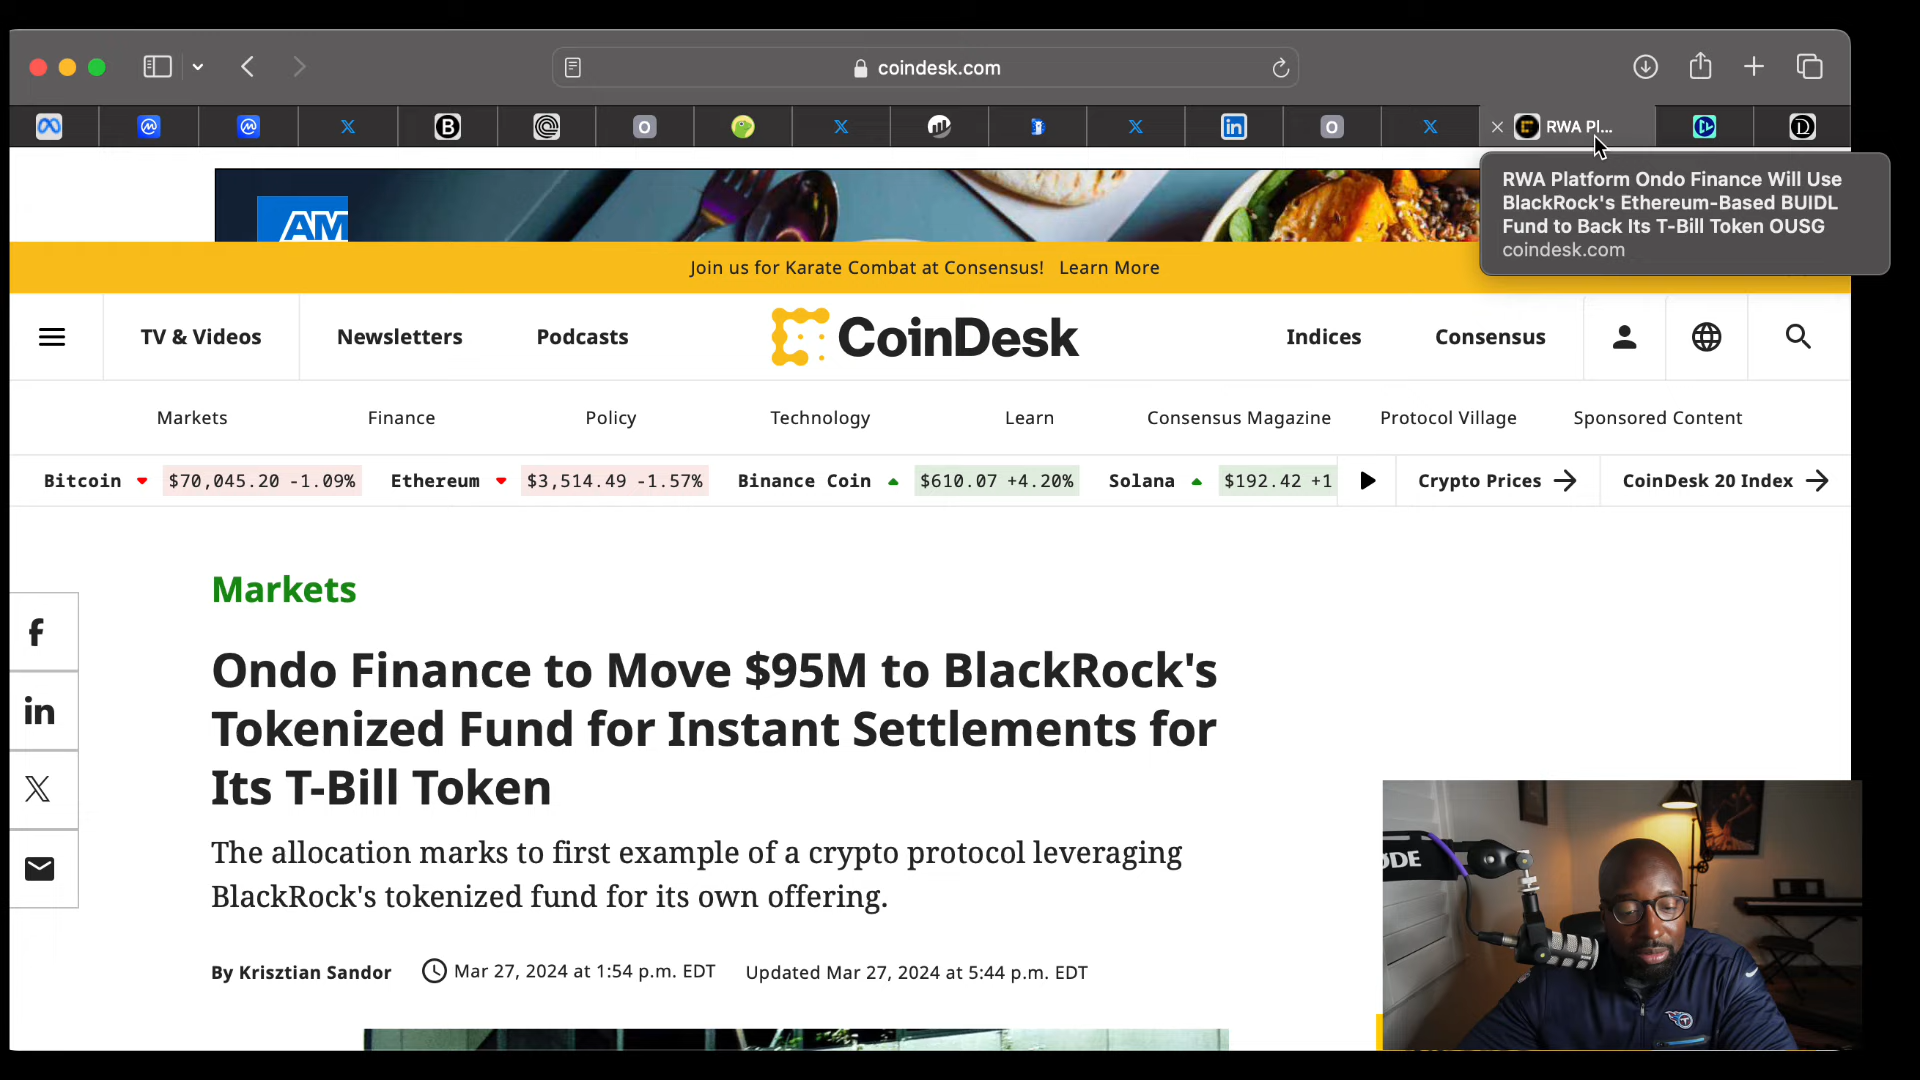 coindesk.com
RWA Pl...
RWA Platform Ondo Finance Will Use
BlackRock's Ethereum-Based BUIDL
Fund to Back Its T-Bill Token OUSG
coindesk.com
AM
Join us for Karate Combat at Consensus! Learn More
TV & Videos
Newsletters
Podcasts
CoinDesk
Indices
Consensus
Markets
Finance
Policy
Technology
Learn
Consensus Magazine
Protocol Village
Sponsored Content
Bitcoin $70,045.20 -1.09%
Ethereum $3,514.49 -1.57%
Binance Coin $610.07 +4.20%
Solana $192.42 +1
Crypto Prices
CoinDesk 20 Index
Markets
Ondo Finance to Move $95M to BlackRock's
Tokenized Fund for Instant Settlements for
Its T-Bill Token
The allocation marks to first example of a crypto protocol leveraging
BlackRock's tokenized fund for its own offering.
By Krisztian Sandor
Mar 27, 2024 at 1:54 p.m. EDT
Updated Mar 27, 2024 at 5:44 p.m. EDT
ODE